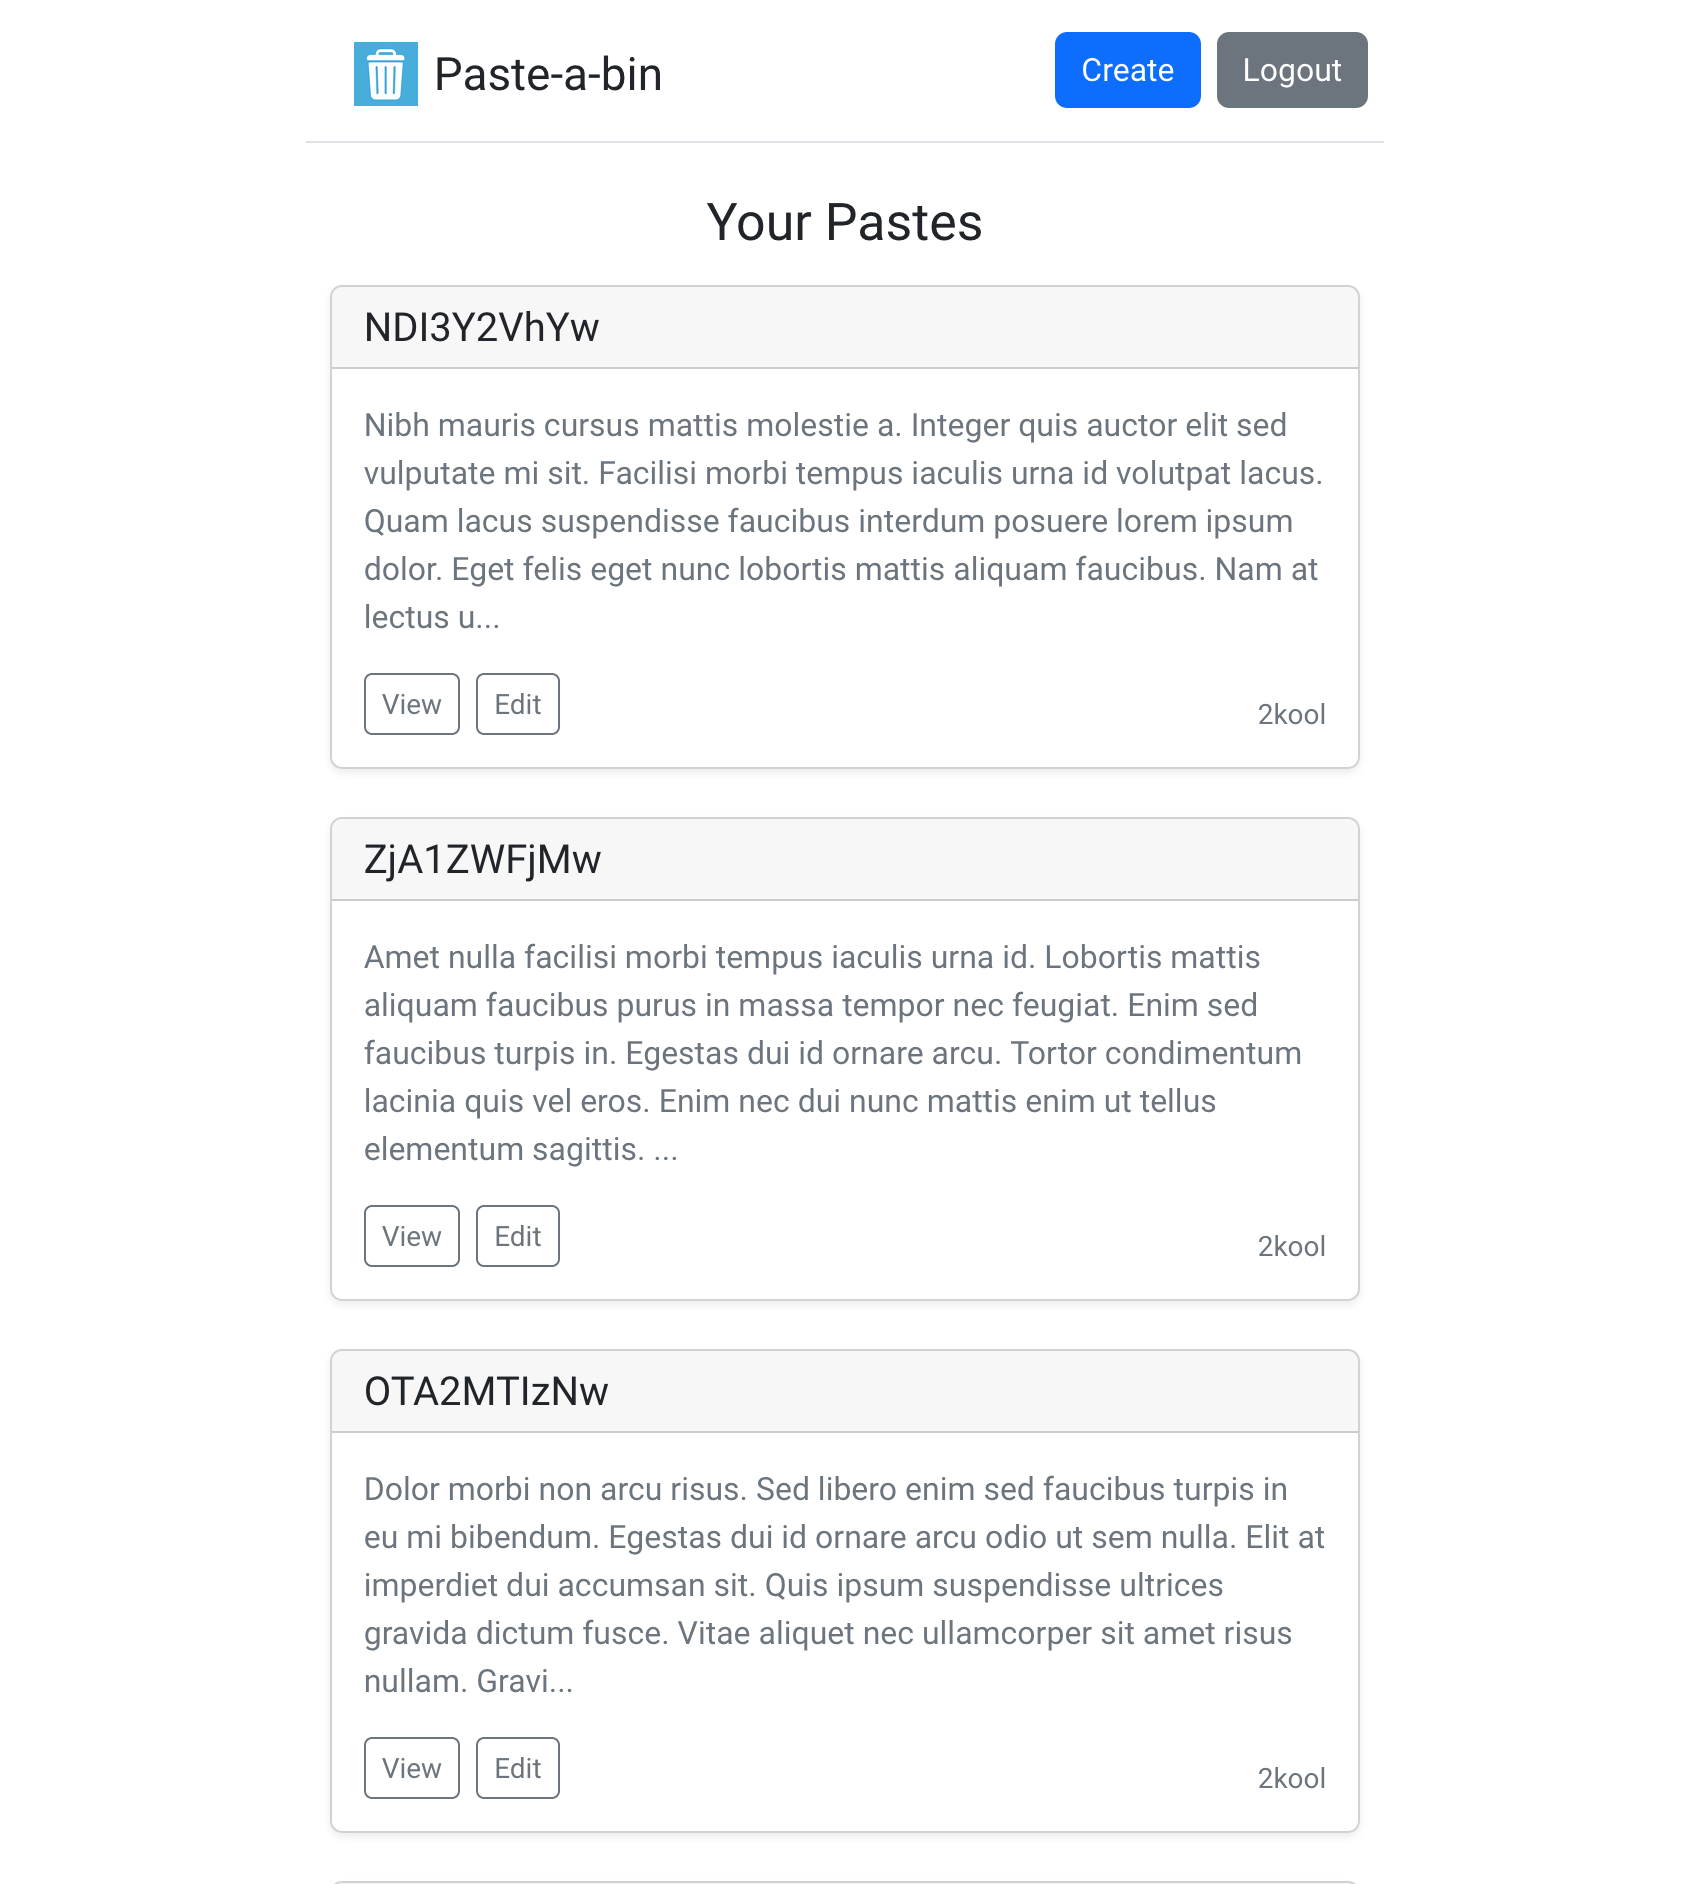 Paste-a-bin
Create
Logout
Your Pastes
NDI3Y2VhYw
Nibh mauris cursus mattis molestie a. Integer quis auctor elit sed
vulputate mi sit. Facilisi morbi tempus iaculis urna id volutpat lacus.
Quam lacus suspendisse faucibus interdum posuere lorem ipsum
dolor. Eget felis eget nunc lobortis mattis aliquam faucibus. Nam at
lectus u...
View
Edit
2kool
ZjA1ZWFjMw
Amet nulla facilisi morbi tempus iaculis urna id. Lobortis mattis
aliquam faucibus purus in massa tempor nec feugiat. Enim sed
faucibus turpis in. Egestas dui id ornare arcu. Tortor condimentum
lacinia quis vel eros. Enim nec dui nunc mattis enim ut tellus
elementum sagittis. ...
View
Edit
2kool
OTA2MTIzNw
Dolor morbi non arcu risus. Sed libero enim sed faucibus turpis in
eu mi bibendum. Egestas dui id ornare arcu odio ut sem nulla. Elit at
imperdiet dui accumsan sit. Quis ipsum suspendisse ultrices
gravida dictum fusce. Vitae aliquet nec ullamcorper sit amet risus
nullam. Gravi...
View
Edit
2kool